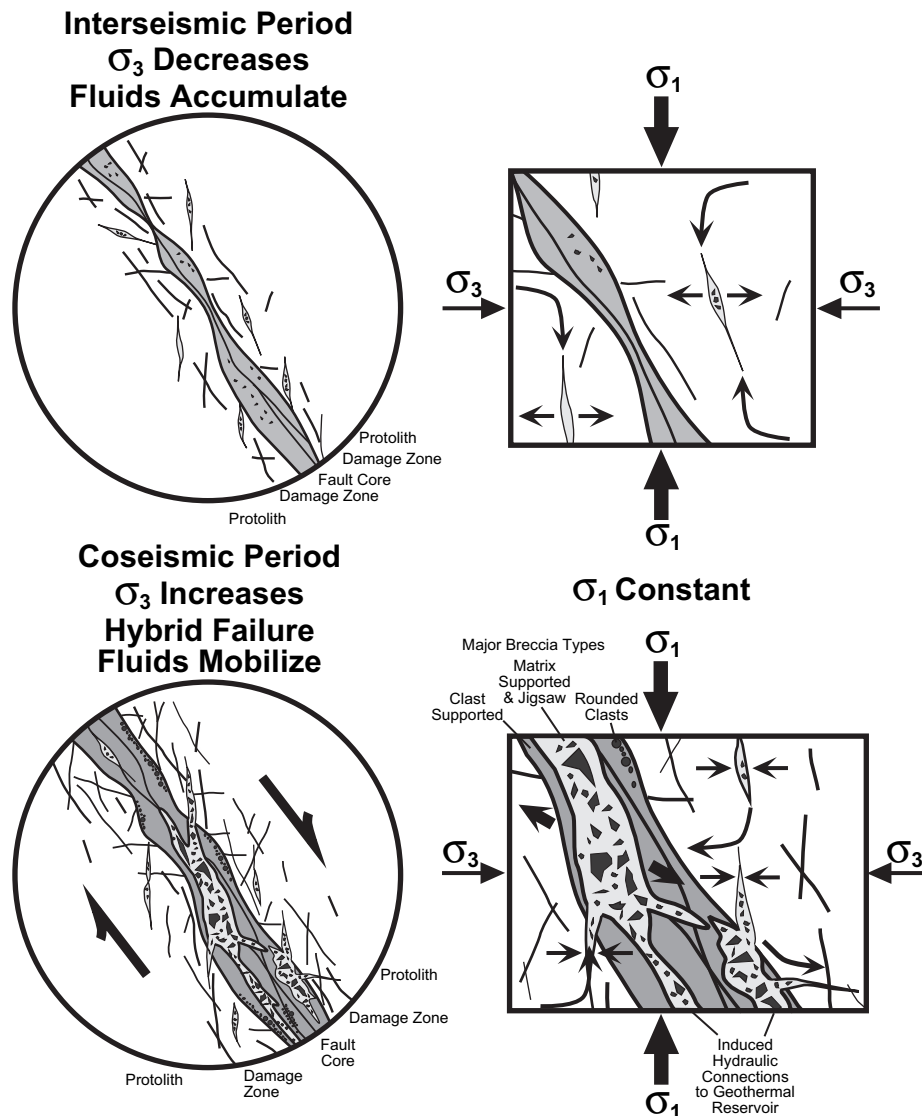 Interseismic Period
σ3 Decreases
Fluids Accumulate
σ1
σ3
σ3
Protolith
Damage Zone
Fault Core
Damage Zone
Protolith
σ1
Coseismic Period
σ3 Increases
Hybrid Failure
Fluids Mobilize
σ1 Constant
Major Breccia Types
Matrix
Supported
& Jigsaw
Clast
Supported
Rounded
Clasts
σ1
σ3
σ3
Protolith
Damage Zone
Fault
Core
Damage
Zone
Protolith
σ1
Induced
Hydraulic
Connections
to Geothermal
Reservoir